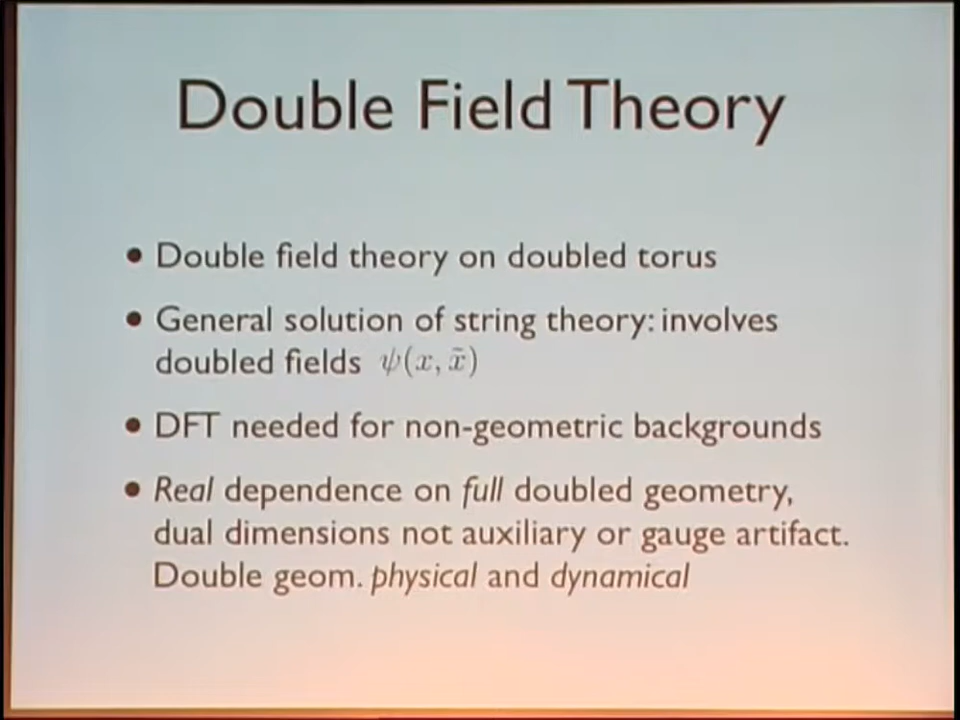 Double Field Theory
• Double field theory on doubled torus
• General solution of string theory: involves
doubled fields ψ(x, x̃)
• DFT needed for non-geometric backgrounds
• Real dependence on full doubled geometry,
dual dimensions not auxiliary or gauge artifact.
Double geom. physical and dynamical